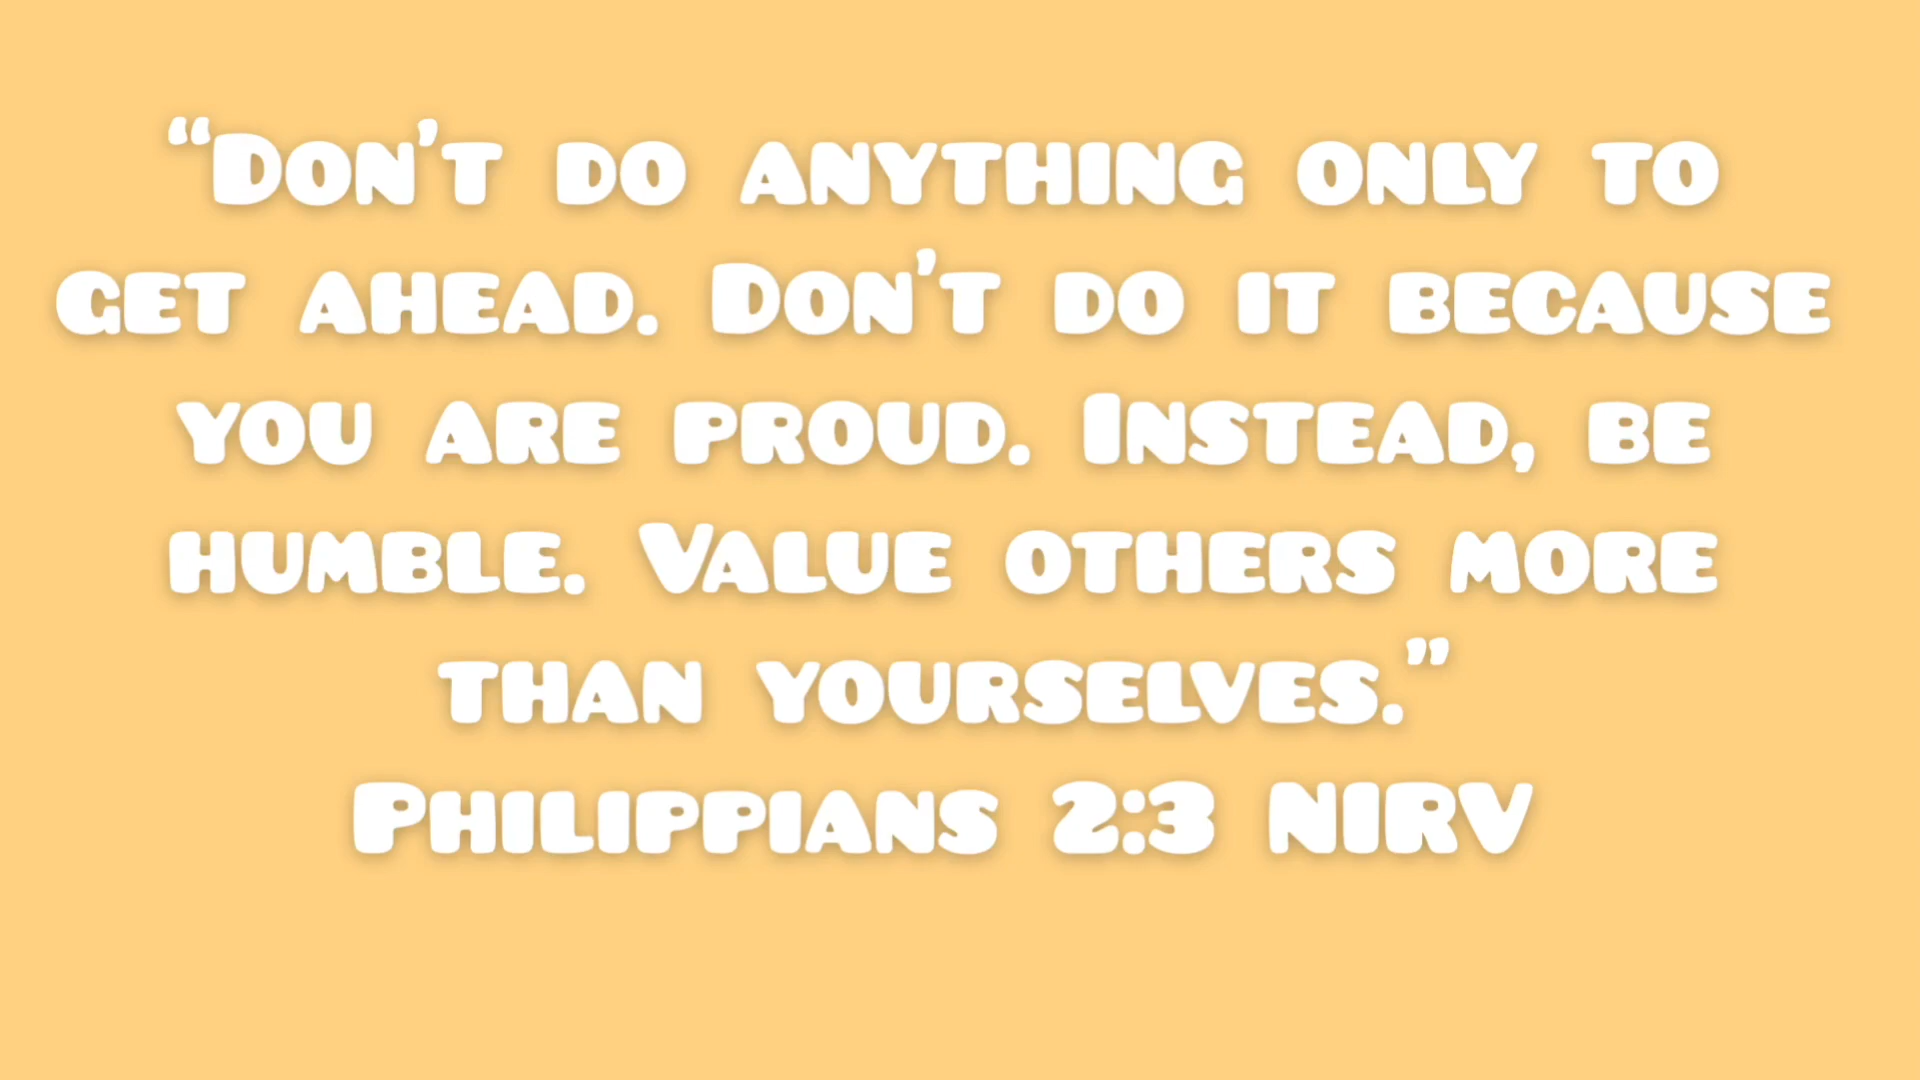 “Don’t do anything only to
get ahead. Don’t do it because
you are proud. Instead, be
humble. Value others more
than yourselves.”
Philippians 2:3 NIRV